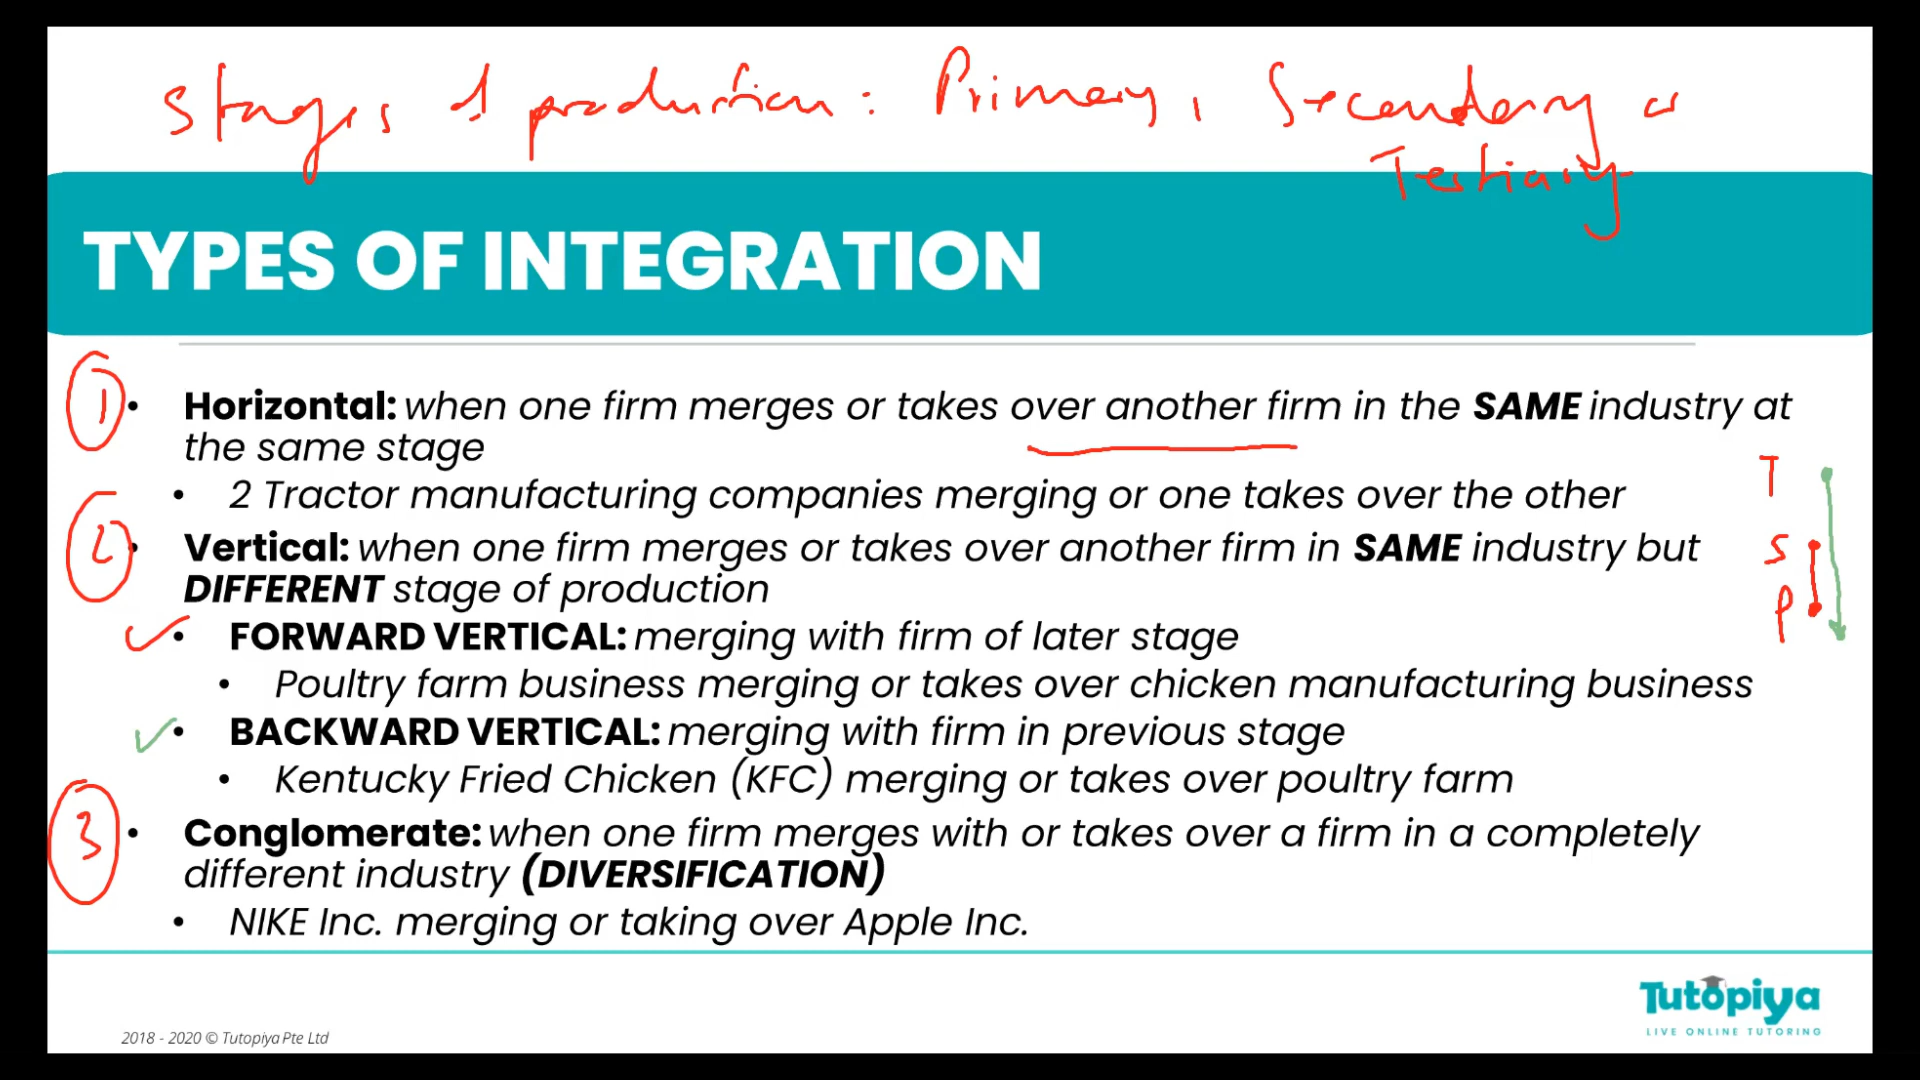 Stages of production: Primary, Secondary or
Tertiary
TYPES OF INTEGRATION
1 • Horizontal: when one firm merges or takes over another firm in the SAME industry at
the same stage
• 2 Tractor manufacturing companies merging or one takes over the other
T
2 • Vertical: when one firm merges or takes over another firm in SAME industry but
S
DIFFERENT stage of production
P
• FORWARD VERTICAL: merging with firm of later stage
• Poultry farm business merging or takes over chicken manufacturing business
• BACKWARD VERTICAL: merging with firm in previous stage
• Kentucky Fried Chicken (KFC) merging or takes over poultry farm
3 • Conglomerate: when one firm merges with or takes over a firm in a completely
different industry (DIVERSIFICATION)
• NIKE Inc. merging or taking over Apple Inc.
Tutopiya
LIVE ONLINE TUTORING
2018 - 2020 © Tutopiya Pte Ltd